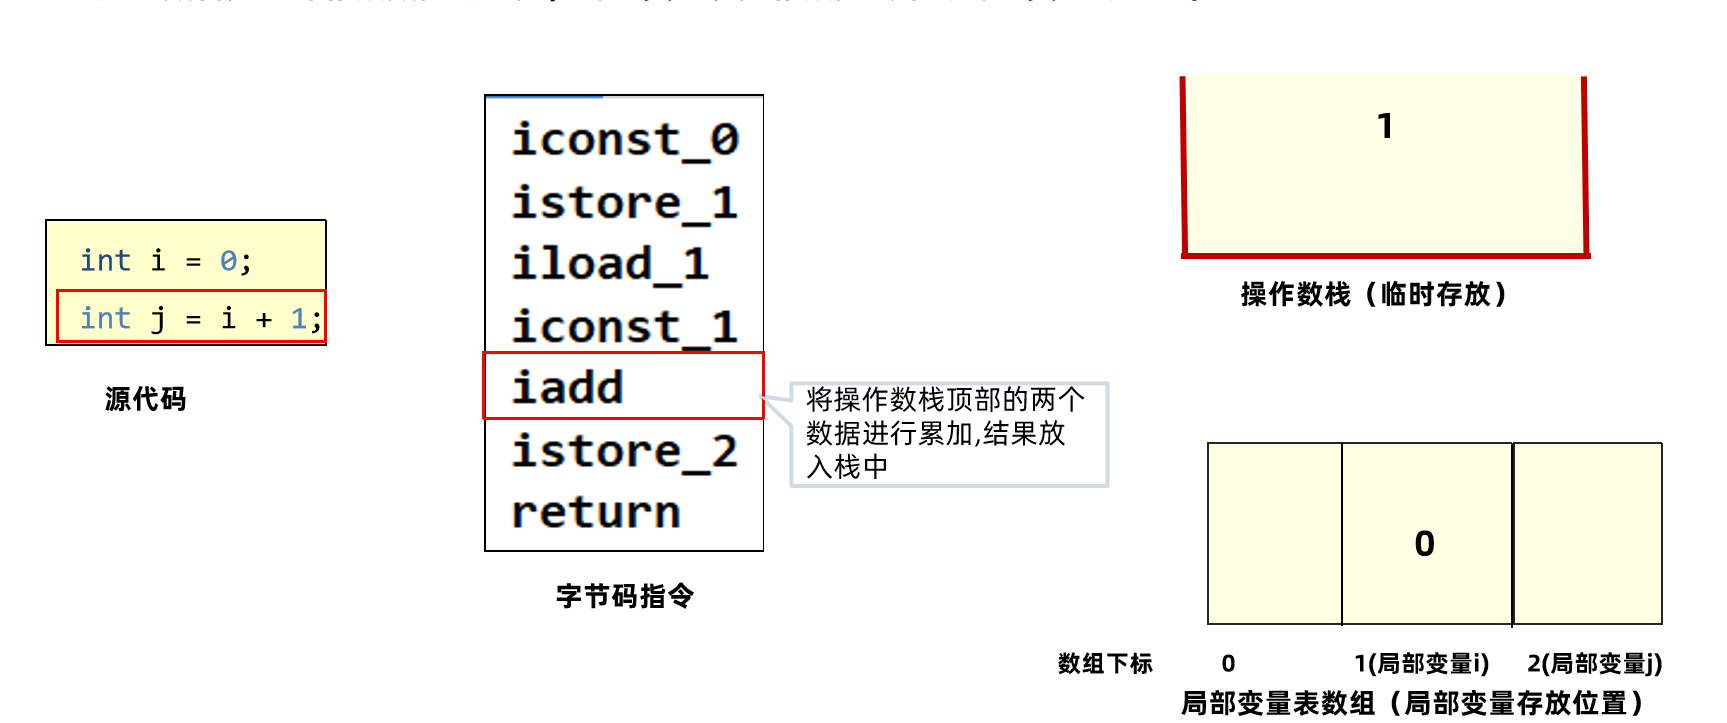 int i = 0;
int j = i + 1;
源代码
iconst_0
istore_1
iload_1
iconst_1
iadd
istore_2
return
字节码指令
将操作数栈顶部的两个
数据进行累加,结果放
入栈中
1
操作数栈（临时存放）
0
数组下标 0 1(局部变量i) 2(局部变量j)
局部变量表数组（局部变量存放位置）